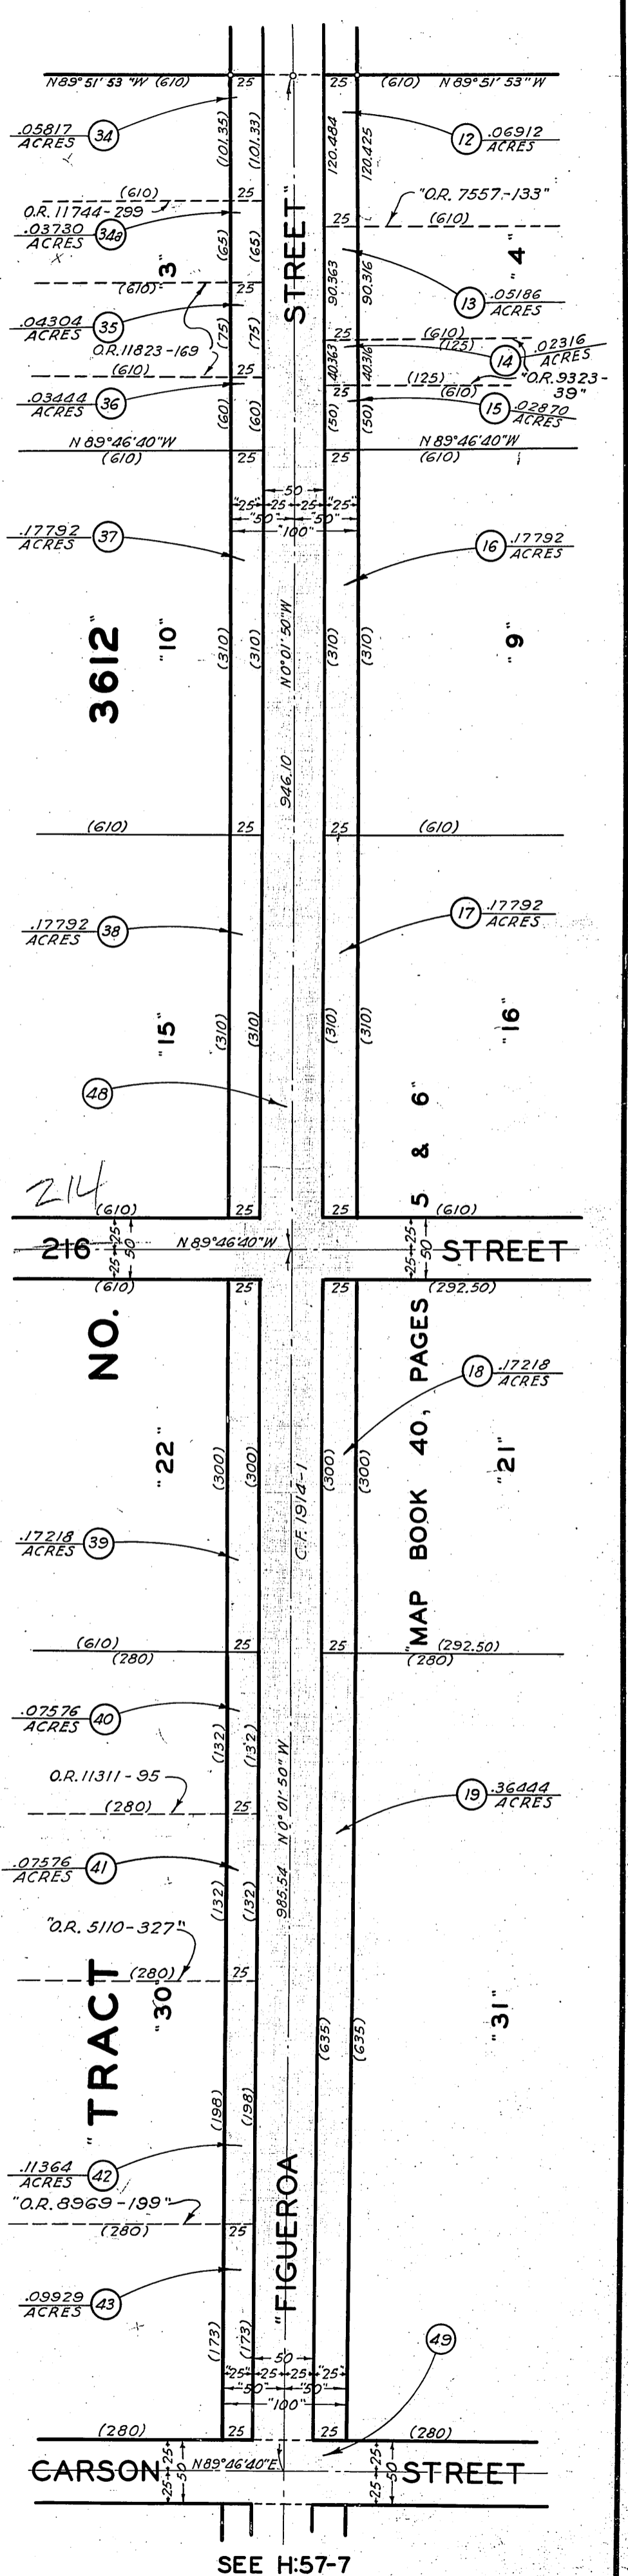 N89°51'53"W (610) 25 25 (610) N89°51'53"W
.05817 ACRES 34 (101.35) (101.33) 120.484 120.425 12 .06912 ACRES
(610) 25
O.R. 11744-299
.03730 ACRES 34a (65) (65)
"3"
"STREET"
25 (610) "O.R. 7557-133"
"4"
90.363 90.316 13 .05186 ACRES
(610) 25
.04304 ACRES 35 (75) (75)
O.R. 11823-169
25 (610)
(125)
40.363 40.316 14 .02316 ACRES
(610) 25
25 (125)
(610)
"O.R. 9323-
39"
.03444 ACRES 36 (60) (60) (50) (50) 15 .02870 ACRES
N 89°46'40"W N 89°46'40"W
(610) 25 25 (610)
50
"25" 25 25 "25"
"50" "50"
"100"
.17792 ACRES 37 16 .17792 ACRES
3612"
"10" (310) (310) N0°01'50"W (310) (310) "9"
946.10
(610) 25 25 (610)
.17792 ACRES 38 17 .17792 ACRES
"15" (310) (310) (310) (310) "16"
48
5 & 6"
214
(610) 25 25 (610)
216 25 25 50 N 89°46'40"W 25 25 50 STREET
(610) 25 25 (292.50)
NO.
18 .17218 ACRES
"22" (300) (300) C.F. 1914-1 (300) (300) "MAP BOOK 40, PAGES "21"
.17218 ACRES 39
(610) 25 25 (292.50)
(280) (280)
.07576 ACRES 40 (132) (132)
O.R. 11311-95
(280) 25
985.54 N0°01'50"W
19 .36444 ACRES
.07576 ACRES 41 (132) (132)
"O.R. 5110-327"
(280) 25
"TRACT
"30" (635) (635) "31"
(198) (198)
.11364 ACRES 42
"O.R. 8969-199"
(280) 25
"FIGUEROA
.09929 ACRES 43 (173) (173)
49
50
"25" 25 25 "25"
"50" "50"
"100"
(280) 25 25 (280)
CARSON 25 25 50 N89°46'40"E 25 25 50 STREET
SEE H:57-7